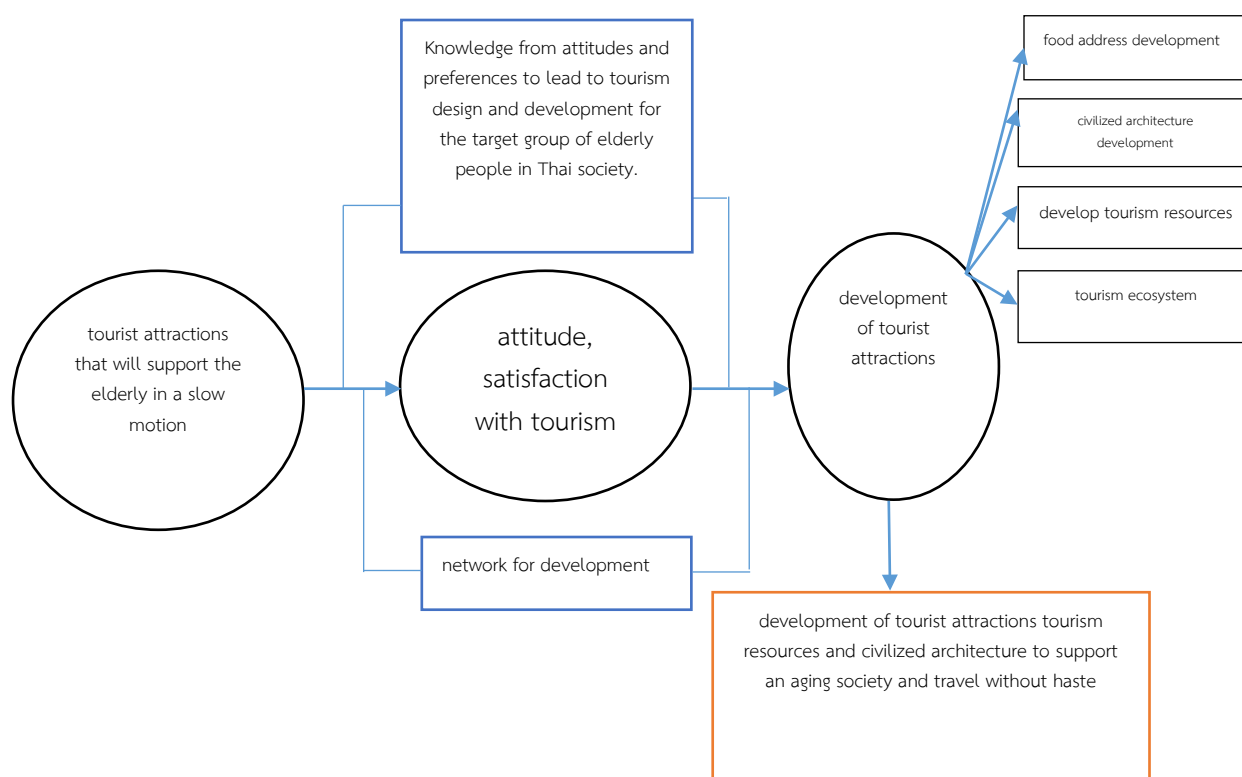 Knowledge from attitudes and
preferences to lead to tourism
design and development for
the target group of elderly
people in Thai society.
food address development
civilized architecture
development
develop tourism resources
tourism ecosystem
tourist attractions
that will support the
elderly in a slow
motion
attitude,
satisfaction
with tourism
development
of tourist
attractions
network for development
development of tourist attractions tourism
resources and civilized architecture to support
an aging society and travel without haste